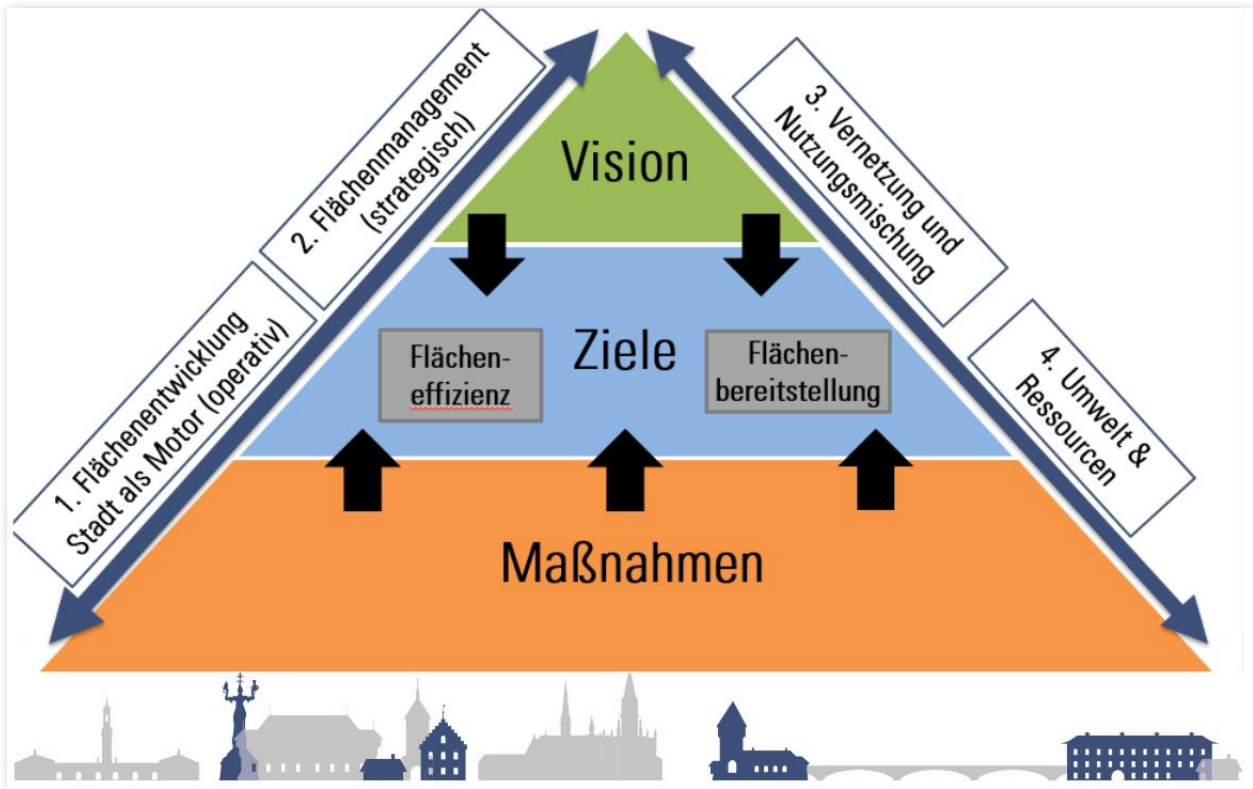 1. Flächenentwicklung
Stadt als Motor (operativ)
2. Flächenmanagement
(strategisch)
3. Vernetzung und
Nutzungsmischung
4. Umwelt &
Ressourcen
Vision
Ziele
Flächen-
effizienz
Flächen-
bereitstellung
Maßnahmen